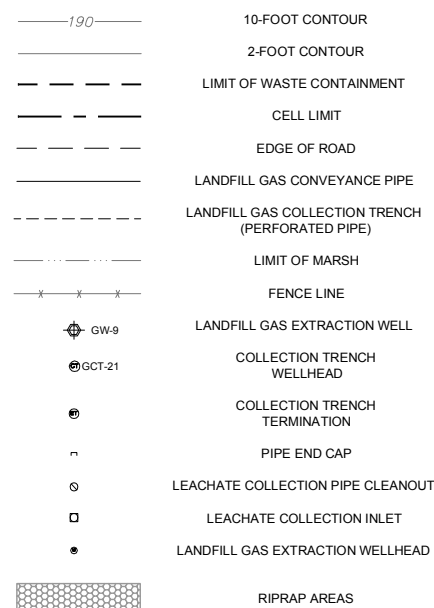 190 10-FOOT CONTOUR
2-FOOT CONTOUR
LIMIT OF WASTE CONTAINMENT
CELL LIMIT
EDGE OF ROAD
LANDFILL GAS CONVEYANCE PIPE
LANDFILL GAS COLLECTION TRENCH
(PERFORATED PIPE)
LIMIT OF MARSH
X X X FENCE LINE
GW-9 LANDFILL GAS EXTRACTION WELL
GCT-21 COLLECTION TRENCH
WELLHEAD
COLLECTION TRENCH
TERMINATION
PIPE END CAP
LEACHATE COLLECTION PIPE CLEANOUT
LEACHATE COLLECTION INLET
LANDFILL GAS EXTRACTION WELLHEAD
RIPRAP AREAS